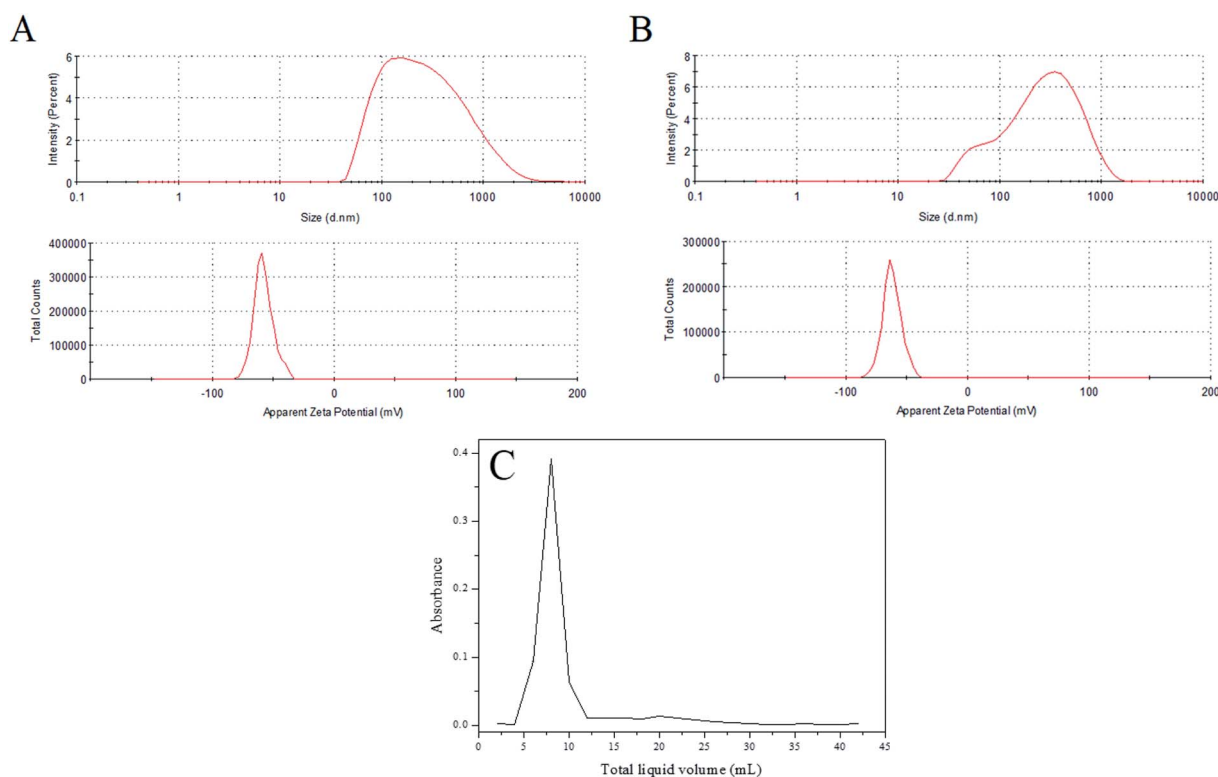 A
B
Intensity (Percent)
6
4
2
0
0.1 1 10 100 1000 10000
Size (d.nm)
Intensity (Percent)
8
6
4
2
0
0.1 1 10 100 1000 10000
Size (d.nm)
Total Counts
400000
300000
200000
100000
0
-100 0 100 200
Apparent Zeta Potential (mV)
Total Counts
300000
200000
100000
0
-100 0 100 200
Apparent Zeta Potential (mV)
C
Absorbance
0.4
0.3
0.2
0.1
0.0
0 5 10 15 20 25 30 35 40 45
Total liquid volume (mL)